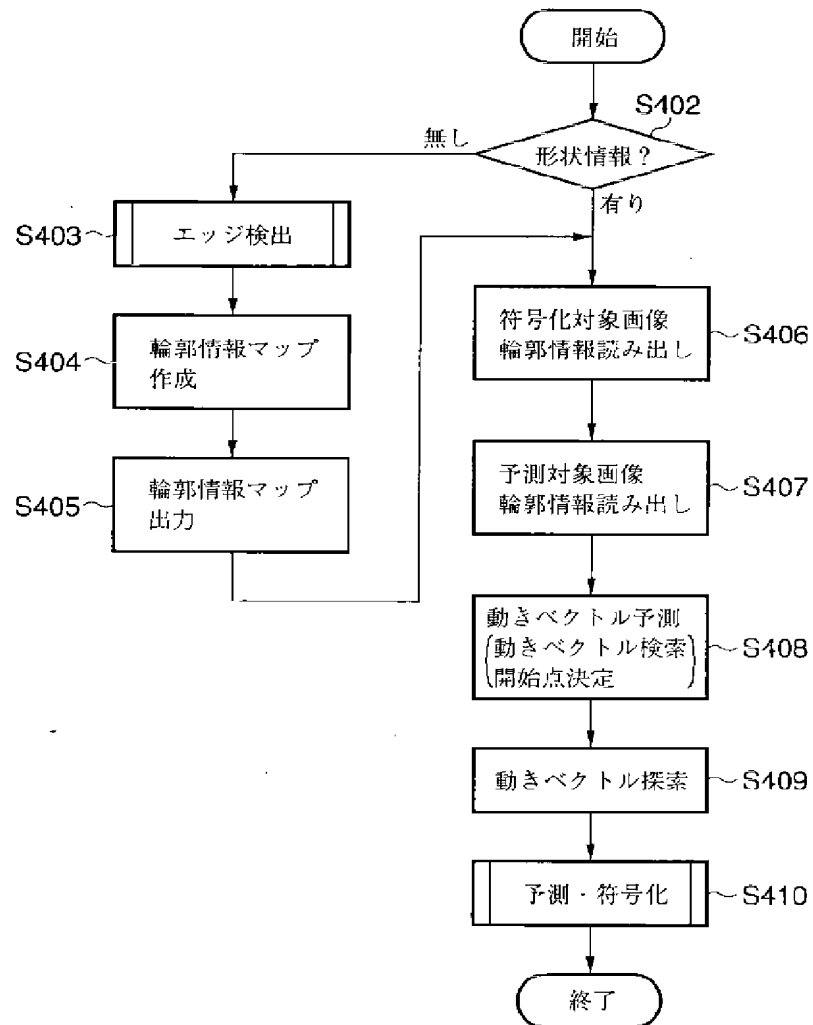 開始
S402
形状情報？
無し
有り
S403
エッジ検出
S404
輪郭情報マップ
作成
S405
輪郭情報マップ
出力
符号化対象画像
輪郭情報読み出し
S406
予測対象画像
輪郭情報読み出し
S407
動きベクトル予測
(動きベクトル検索
開始点決定)
S408
動きベクトル探索
S409
予測・符号化
S410
終了